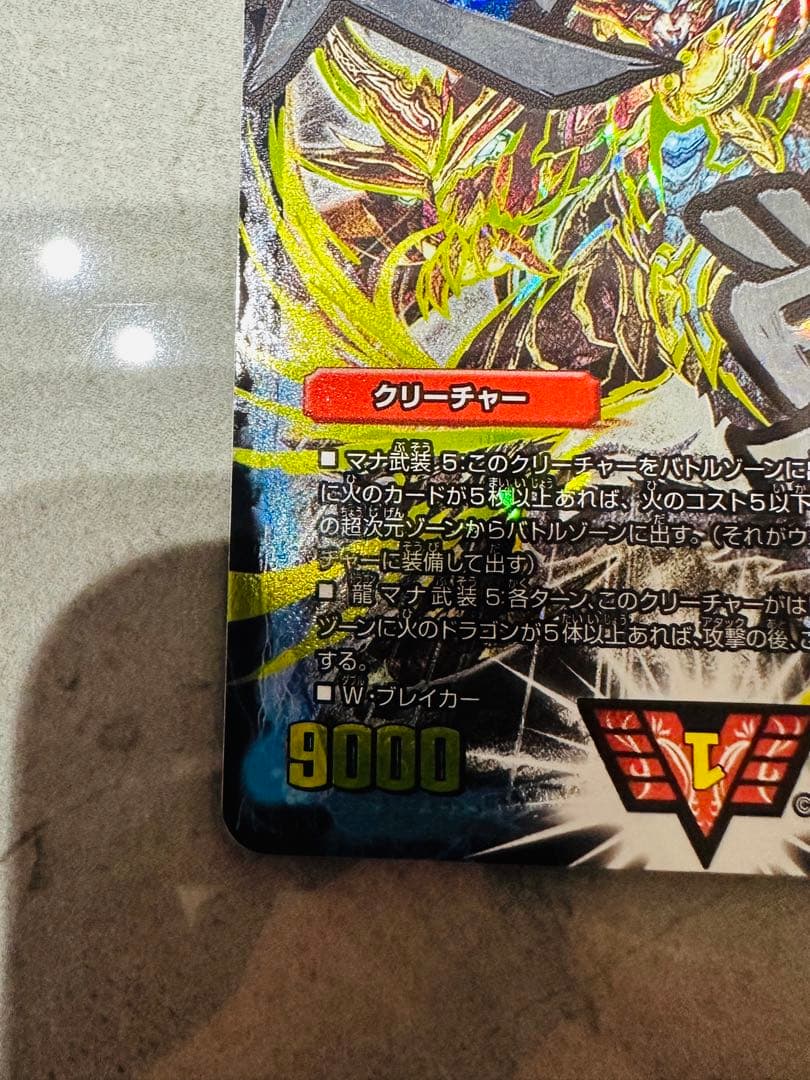 クリーチャー
■ マナ武装 5:このクリーチャーをバトルゾーンに
に火のカードが5枚以上あれば、火のコスト5以下
の超次元ゾーンからバトルゾーンに出す。(それがウ
チャーに装備して出す)
■ 龍マナ武装 5:各ターン、このクリーチャーがは
ゾーンに火のドラゴンが5体以上あれば、攻撃の後、こ
する。
■ W・ブレイカー
9000
1
©